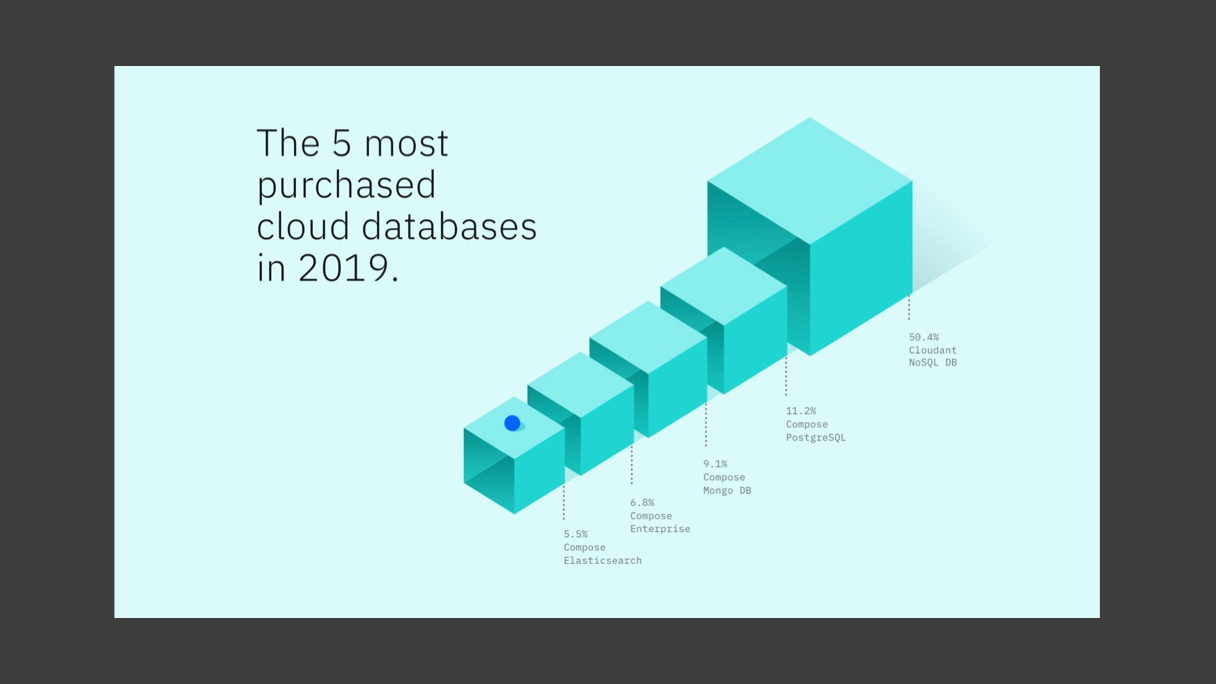 The 5 most
purchased
cloud databases
in 2019.
50.4%
Cloudant
NoSQL DB
11.2%
Compose
PostgreSQL
9.1%
Compose
Mongo DB
6.8%
Compose
Enterprise
5.5%
Compose
Elasticsearch